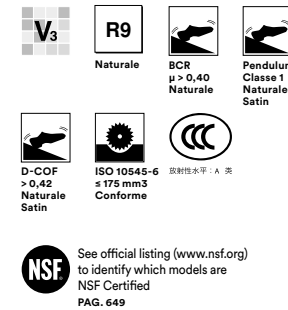 V3
R9
Naturale
BCR
μ > 0,40
Naturale
Pendulum
Classe 1
Naturale
Satin
D-COF
> 0,42
Naturale
Satin
ISO 10545-6
≤ 175 mm3
Conforme
CCC
放射性水平：A 类
NSF
See official listing (www.nsf.org)
to identify which models are
NSF Certified
PAG. 649